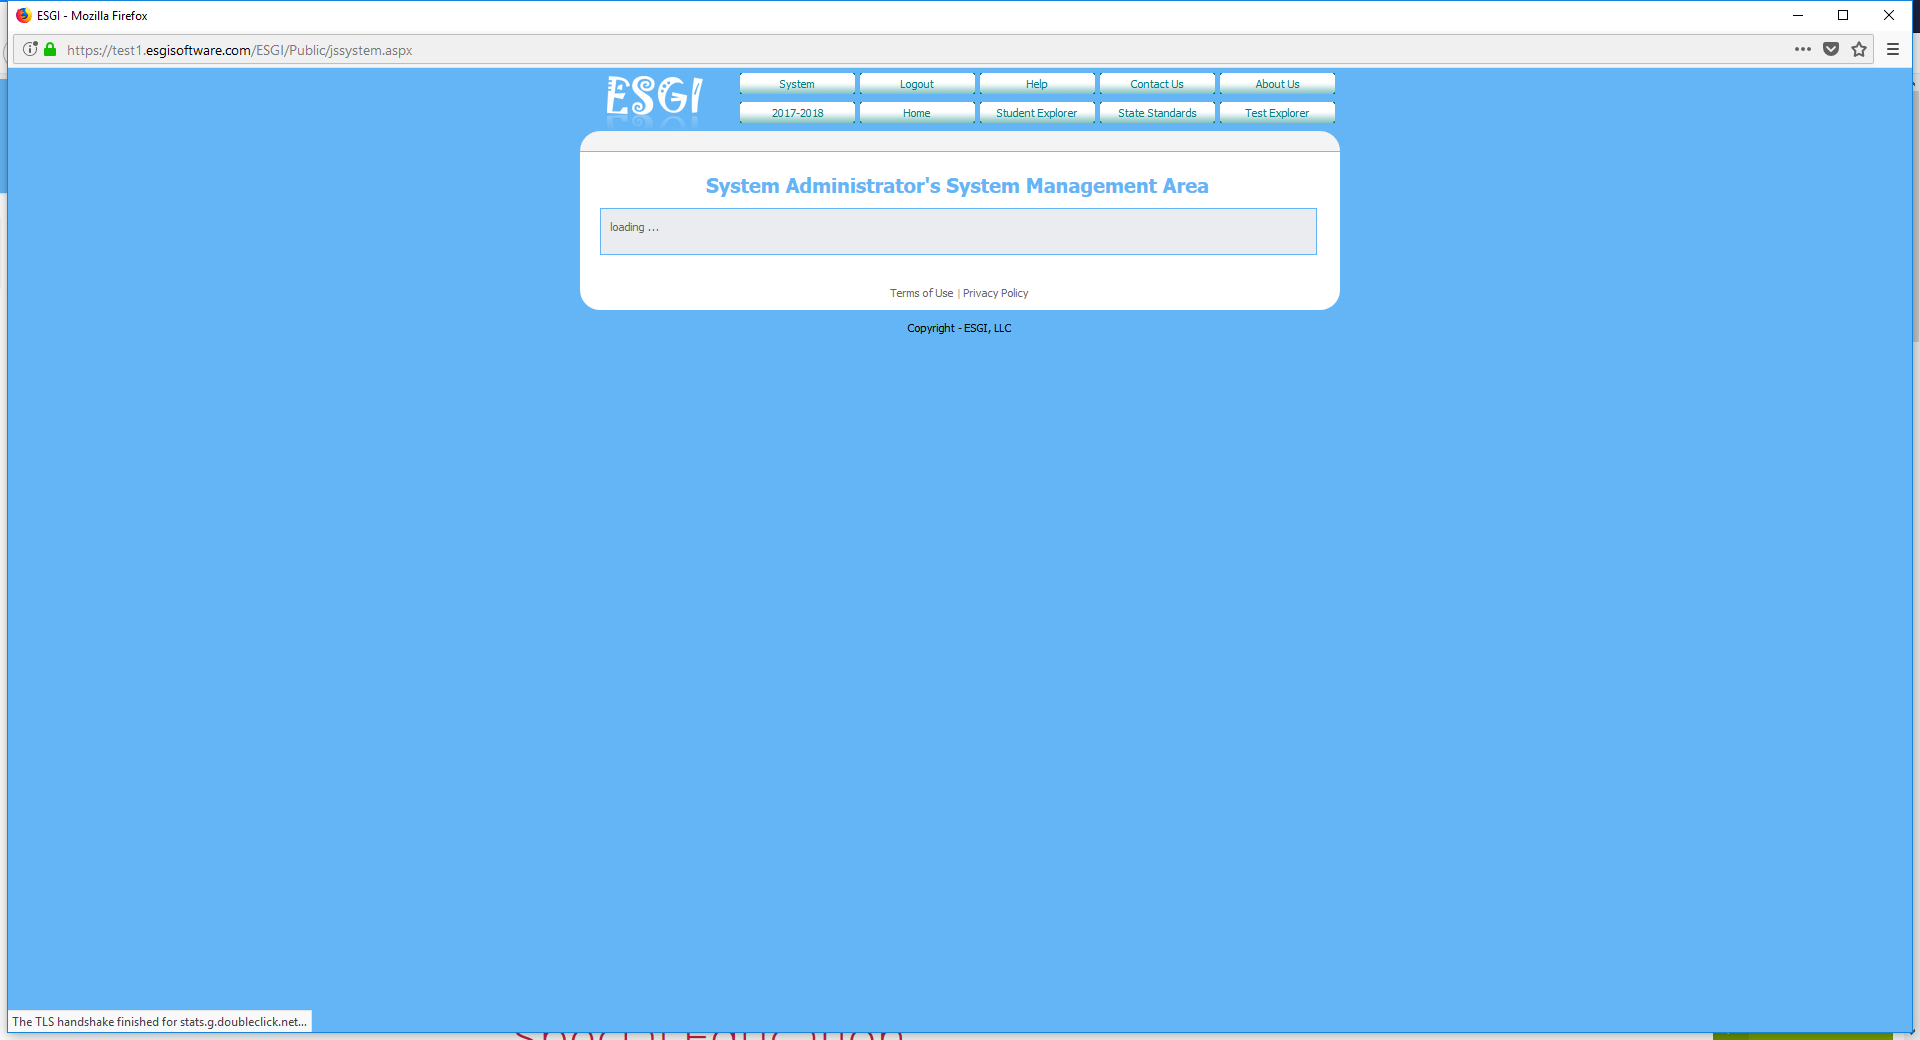 ESGI - Mozilla Firefox
https://test1.esgisoftware.com/ESGI/Public/jssystem.aspx
ESGI
System Logout Help Contact Us About Us
2017-2018 Home Student Explorer State Standards Test Explorer
System Administrator's System Management Area
loading ...
Terms of Use | Privacy Policy
Copyright - ESGI, LLC
The TLS handshake finished for stats.g.doubleclick.net...
Special Education